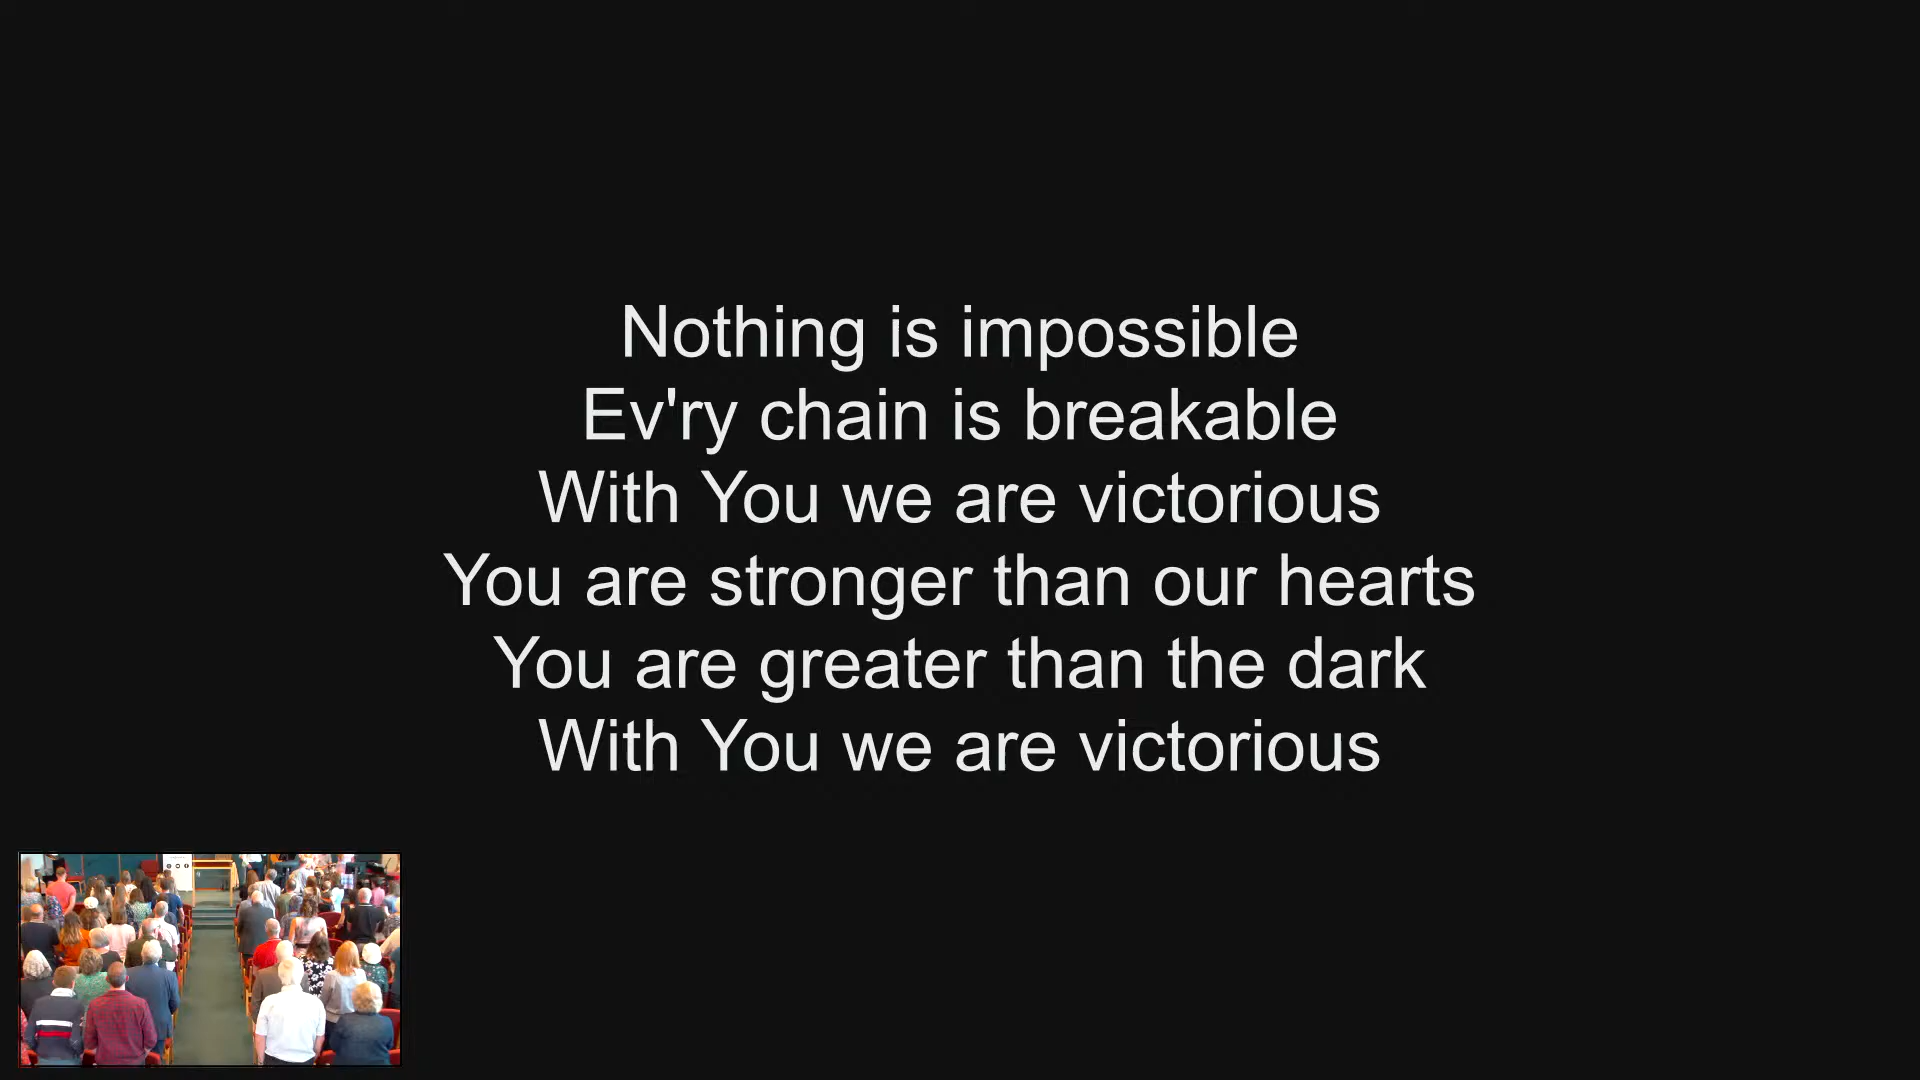 Nothing is impossible
Ev'ry chain is breakable
With You we are victorious
You are stronger than our hearts
You are greater than the dark
With You we are victorious